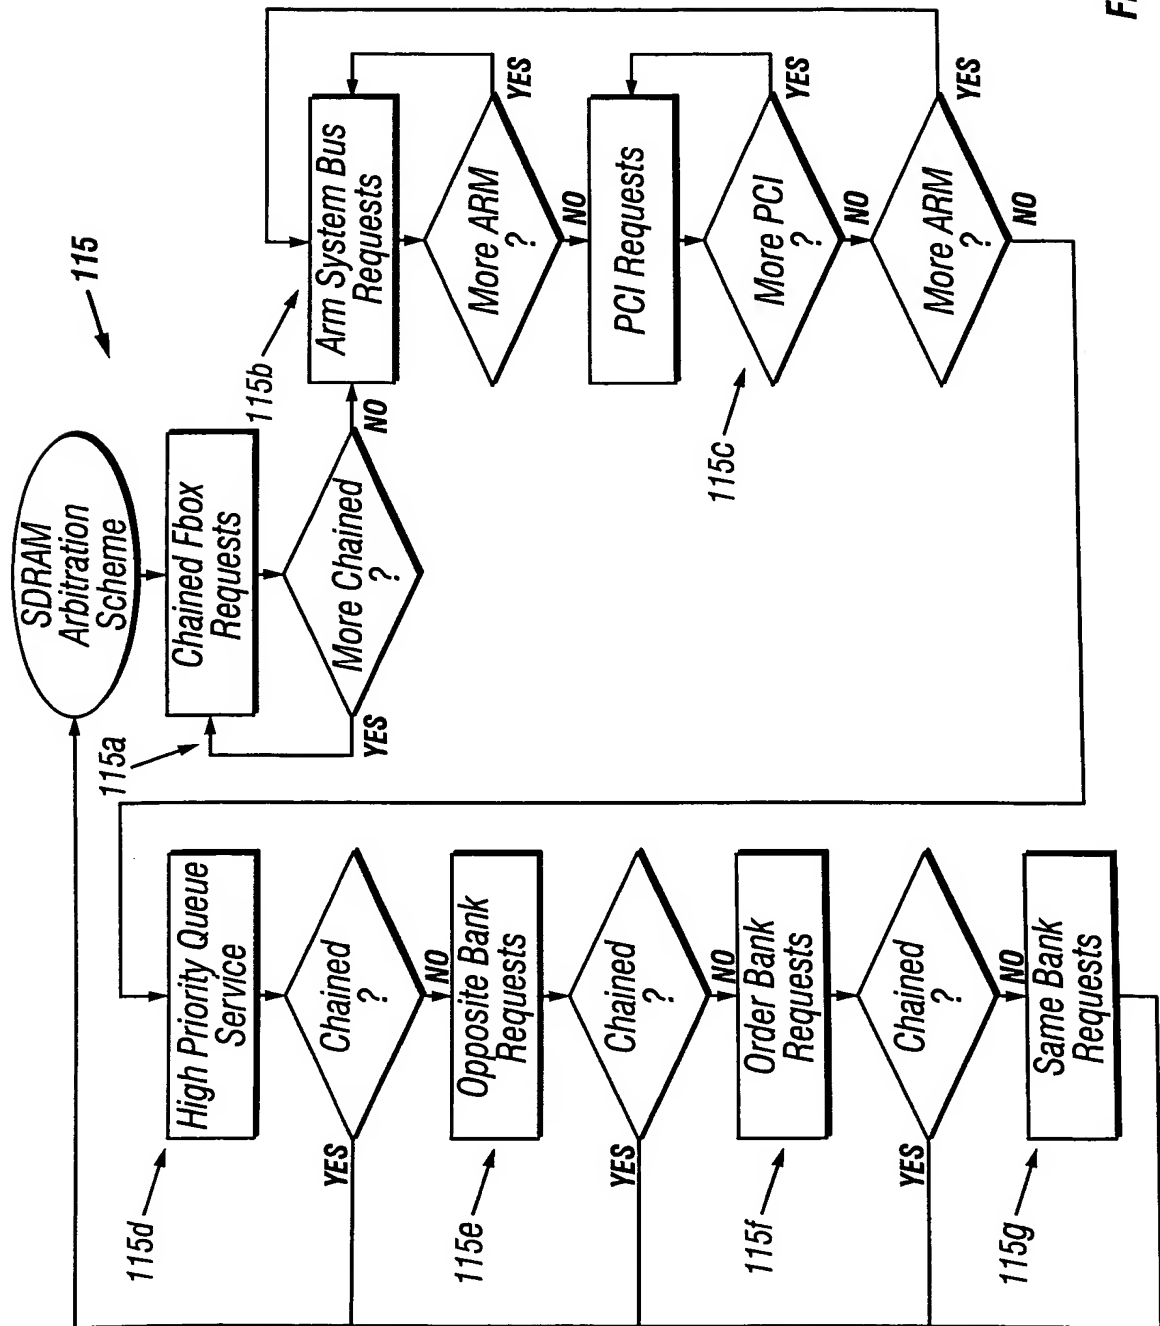 115
SDRAM
Arbitration
Scheme
115a
Chained Fbox
Requests
More Chained
?
YES
NO
115b
Arm System Bus
Requests
More ARM
?
YES
NO
PCI Requests
115c
More PCI
?
YES
NO
More ARM
?
YES
NO
115d
High Priority Queue
Service
Chained
?
YES
NO
115e
Opposite Bank
Requests
Chained
?
YES
NO
115f
Order Bank
Requests
Chained
?
YES
NO
115g
Same Bank
Requests